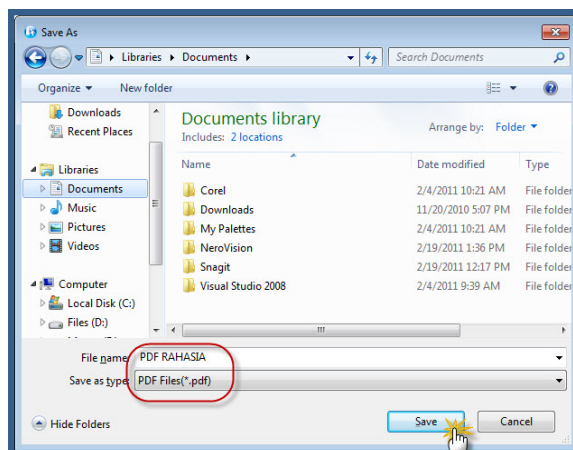 Save As
Libraries Documents
Search Documents
Organize New folder
Downloads
Recent Places
Libraries
Documents
Music
Pictures
Videos
Computer
Local Disk (C:)
Files (D:)
Documents library
Includes: 2 locations
Arrange by: Folder
Name Date modified Type
Corel 2/4/2011 10:21 AM File folder
Downloads 11/20/2010 5:07 PM File folder
My Palettes 2/4/2011 10:21 AM File folder
NeroVision 2/19/2011 1:36 PM File folder
Snagit 2/19/2011 12:17 PM File folder
Visual Studio 2008 2/4/2011 9:39 AM File folder
File name: PDF RAHASIA
Save as type: PDF Files(*.pdf)
Hide Folders
Save Cancel